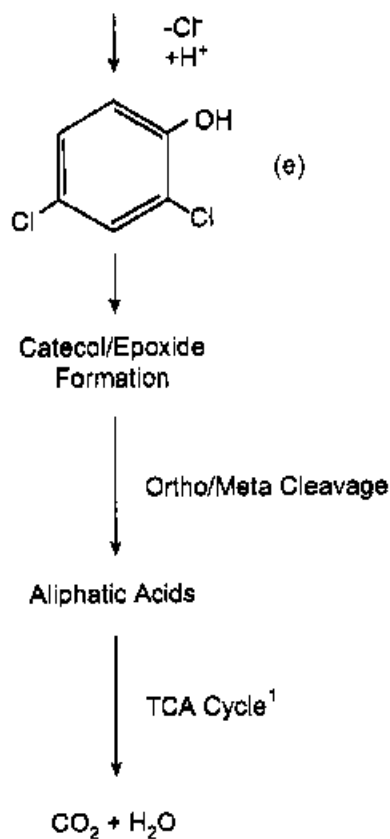 -Cl⁻
+H⁺
OH
(e)
Cl
Cl
Catecol/Epoxide
Formation
Ortho/Meta Cleavage
Aliphatic Acids
TCA Cycle¹
CO₂ + H₂O